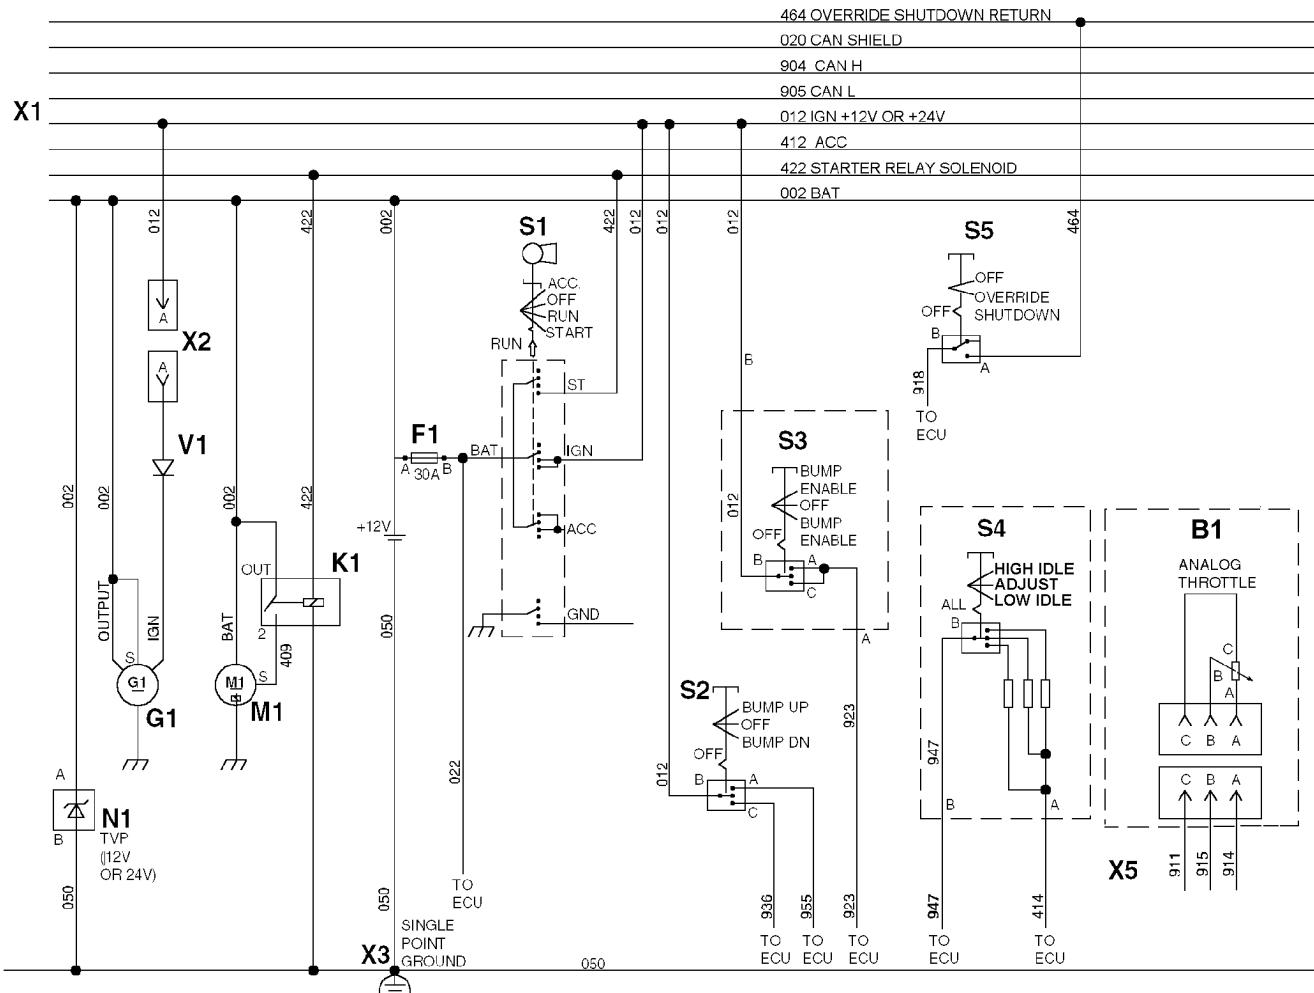 464 OVERRIDE SHUTDOWN RETURN
020 CAN SHIELD
904 CAN H
905 CAN L
X1
012 IGN +12V OR +24V
412 ACC
422 STARTER RELAY SOLENOID
002 BAT
012
422
002
422
012
012
012
464
S1
ACC.
OFF
RUN
START
RUN
S5
OFF
OVERRIDE
SHUTDOWN
OFF
B
A
918
TO
ECU
A
X2
A
V1
B
ST
F1
A
30A
B
BAT
IGN
ACC
GND
002
002
002
422
+12V
S3
BUMP
ENABLE
OFF
BUMP
ENABLE
OFF
012
B
A
C
A
S4
HIGH IDLE
ADJUST
LOW IDLE
ALL
B
B1
ANALOG
THROTTLE
C
B
A
C B A
C B A
K1
OUT
2
409
OUTPUT
IGN
BAT
050
S
G1
G1
M1
S
M1
S2
BUMP UP
OFF
BUMP DN
OFF
B
A
C
012
022
923
947
B
A
A
N1
B
TVP
(12V
OR 24V)
050
050
TO
ECU
X5
911
915
914
936
955
923
947
414
TO
ECU
TO
ECU
TO
ECU
TO
ECU
TO
ECU
X3
SINGLE
POINT
GROUND
050